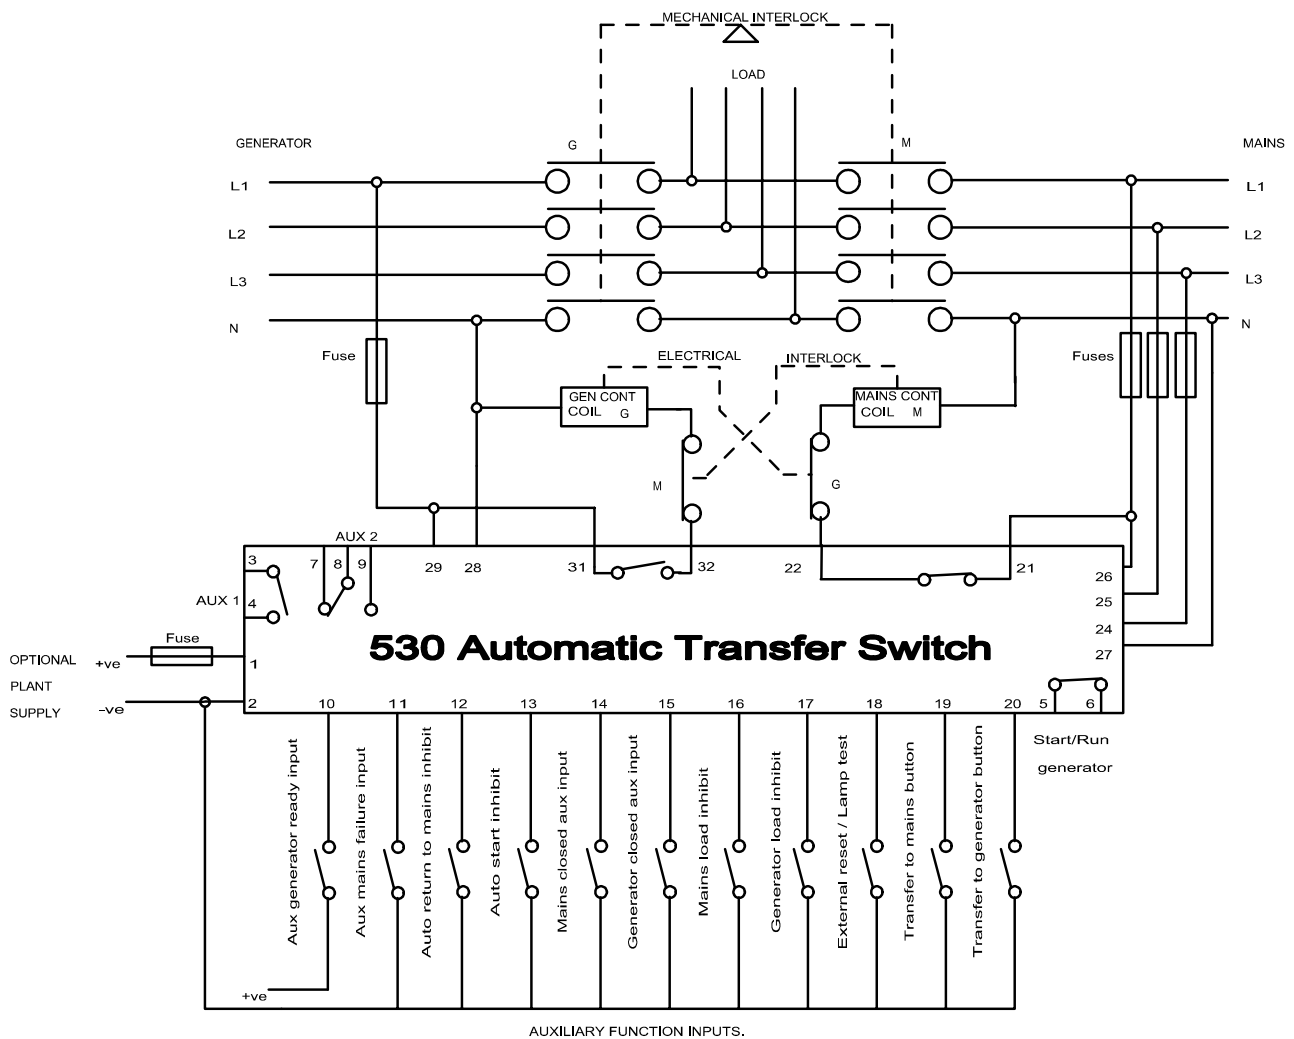 MECHANICAL INTERLOCK
LOAD
GENERATOR
G
M
MAINS
L1
L1
L2
L2
L3
L3
N
N
Fuse
ELECTRICAL
INTERLOCK
Fuses
GEN CONT
COIL G
MAINS CONT
COIL M
M
G
AUX 2
3
7
8
9
29
28
31
32
22
21
26
AUX 1
4
25
24
Fuse
530 Automatic Transfer Switch
27
OPTIONAL
PLANT
SUPPLY
+ve
1
-ve
2
10
11
12
13
14
15
16
17
18
19
20
5
6
Start/Run
generator
Aux generator ready input
Aux mains failure input
Auto return to mains inhibit
Auto start inhibit
Mains closed aux input
Generator closed aux input
Mains load inhibit
Generator load inhibit
External reset / Lamp test
Transfer to mains button
Transfer to generator button
+ve
AUXILIARY FUNCTION INPUTS.